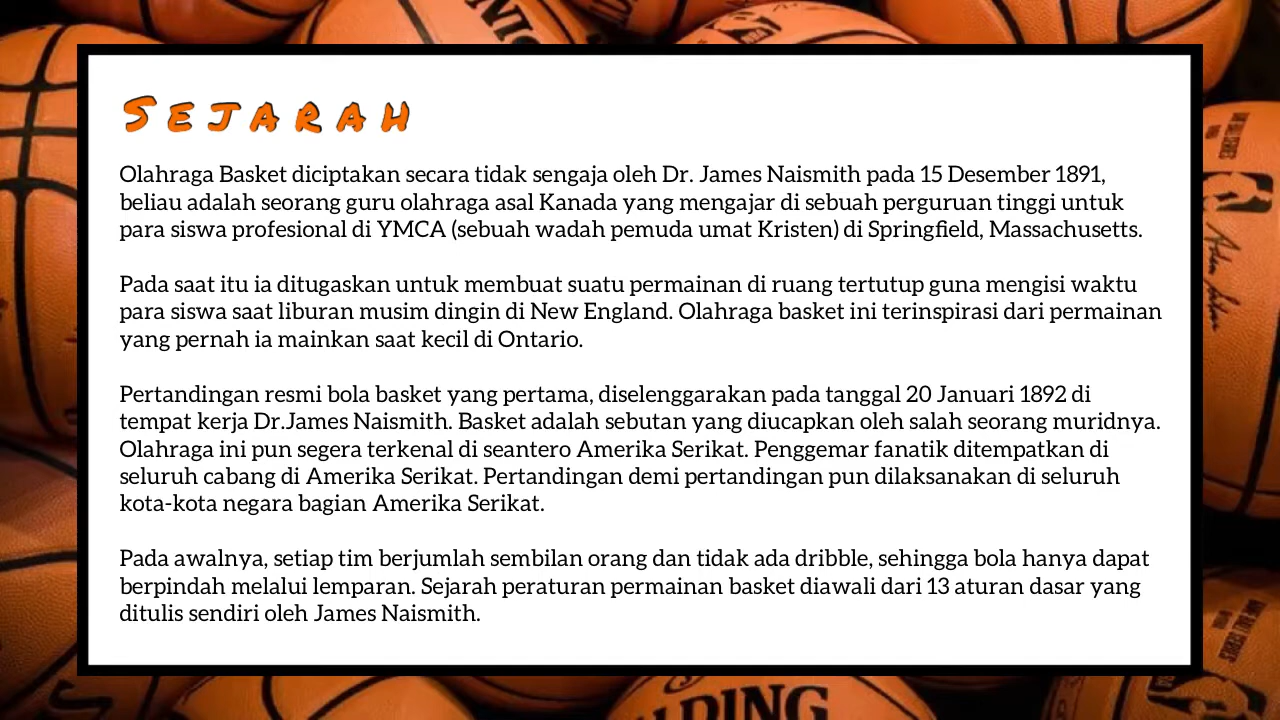 SEJARAH
Olahraga Basket diciptakan secara tidak sengaja oleh Dr. James Naismith pada 15 Desember 1891,
beliau adalah seorang guru olahraga asal Kanada yang mengajar di sebuah perguruan tinggi untuk
para siswa profesional di YMCA (sebuah wadah pemuda umat Kristen) di Springfield, Massachusetts.
Pada saat itu ia ditugaskan untuk membuat suatu permainan di ruang tertutup guna mengisi waktu
para siswa saat liburan musim dingin di New England. Olahraga basket ini terinspirasi dari permainan
yang pernah ia mainkan saat kecil di Ontario.
Pertandingan resmi bola basket yang pertama, diselenggarakan pada tanggal 20 Januari 1892 di
tempat kerja Dr.James Naismith. Basket adalah sebutan yang diucapkan oleh salah seorang muridnya.
Olahraga ini pun segera terkenal di seantero Amerika Serikat. Penggemar fanatik ditempatkan di
seluruh cabang di Amerika Serikat. Pertandingan demi pertandingan pun dilaksanakan di seluruh
kota-kota negara bagian Amerika Serikat.
Pada awalnya, setiap tim berjumlah sembilan orang dan tidak ada dribble, sehingga bola hanya dapat
berpindah melalui lemparan. Sejarah peraturan permainan basket diawali dari 13 aturan dasar yang
ditulis sendiri oleh James Naismith.